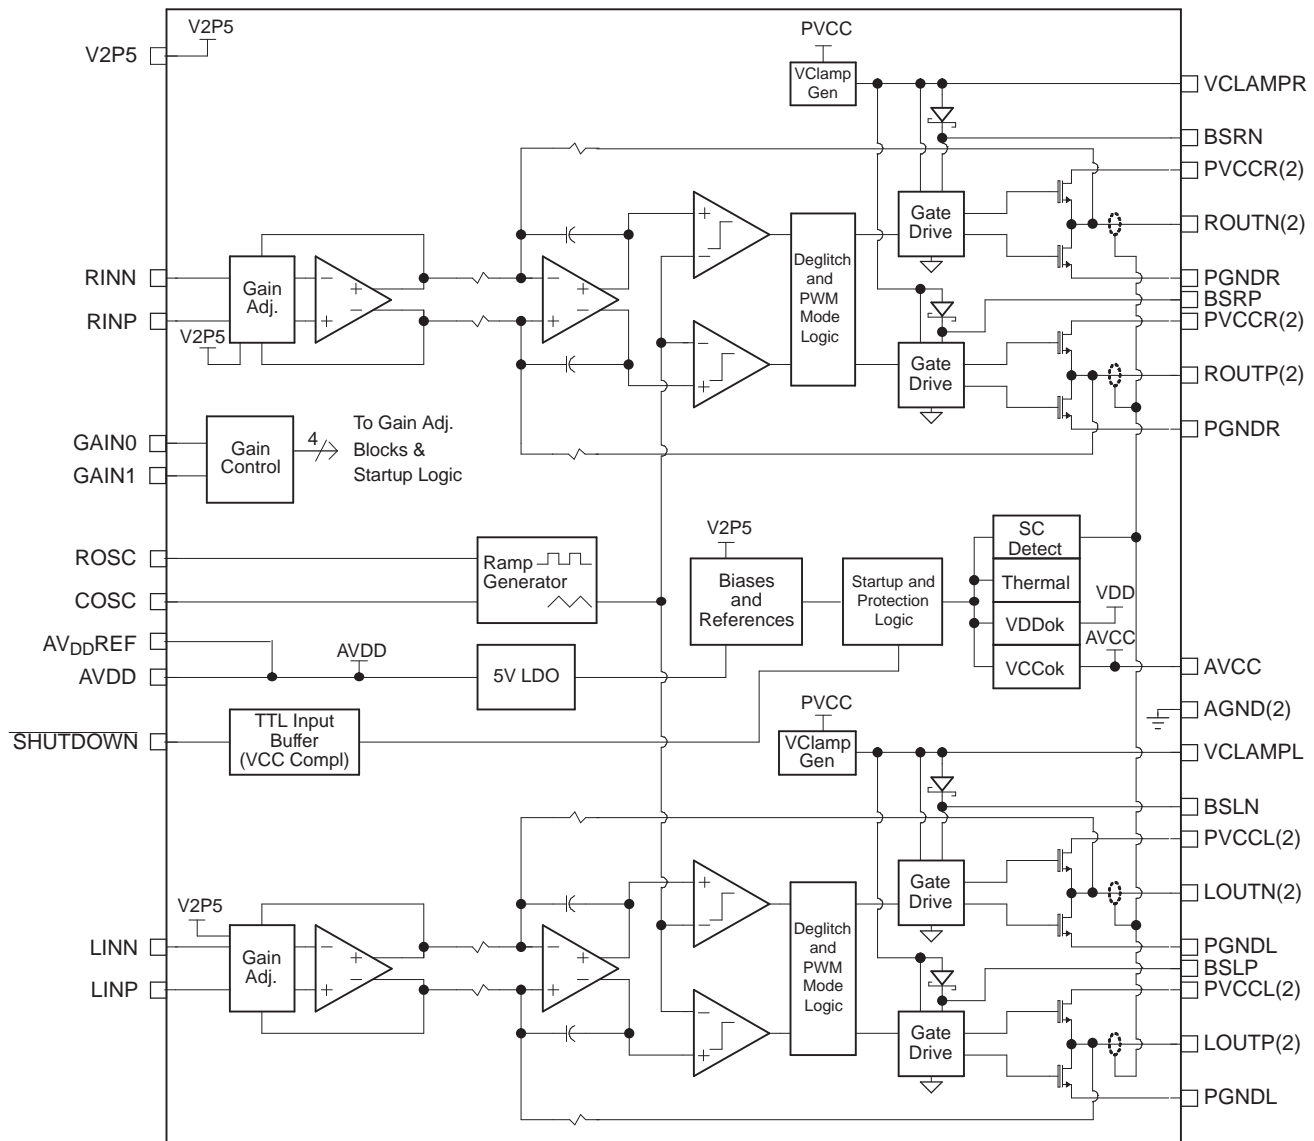 V2P5
V2P5
PVCC
VClamp
Gen
VCLAMPR
BSRN
PVCCR(2)
Gate
Drive
ROUTN(2)
PGNDR
BSRP
PVCCR(2)
Gate
Drive
ROUTP(2)
PGNDR
RINN
RINP
Gain
Adj.
V2P5
− +
+ −
− +
+ −
+
−
−
+
Deglitch
and
PWM
Mode
Logic
GAIN0
GAIN1
Gain
Control
4
To Gain Adj.
Blocks &
Startup Logic
ROSC
COSC
Ramp
Generator
AVDDREF
AVDD
AVDD
5V LDO
V2P5
Biases
and
References
Startup and
Protection
Logic
SC
Detect
Thermal
VDDok
VCCok
VDD
AVCC
AVCC
AGND(2)
SHUTDOWN
TTL Input
Buffer
(VCC Compl)
PVCC
VClamp
Gen
VCLAMPL
BSLN
PVCCL(2)
Gate
Drive
LOUTN(2)
PGNDL
BSLP
PVCCL(2)
Gate
Drive
LOUTP(2)
PGNDL
V2P5
LINN
LINP
Gain
Adj.
− +
+ −
− +
+ −
+
−
−
+
Deglitch
and
PWM
Mode
Logic